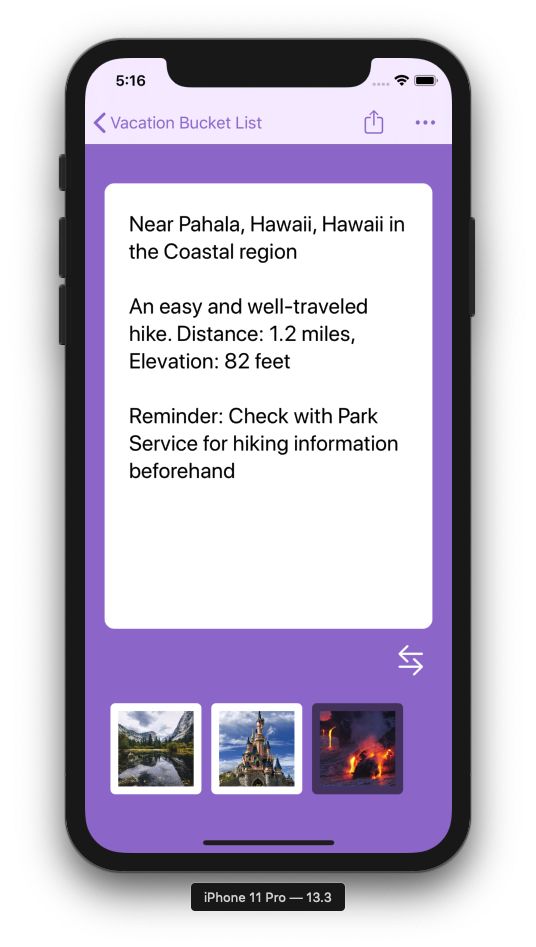 5:16
Vacation Bucket List
Near Pahala, Hawaii, Hawaii in
the Coastal region
An easy and well-traveled
hike. Distance: 1.2 miles,
Elevation: 82 feet
Reminder: Check with Park
Service for hiking information
beforehand
iPhone 11 Pro — 13.3